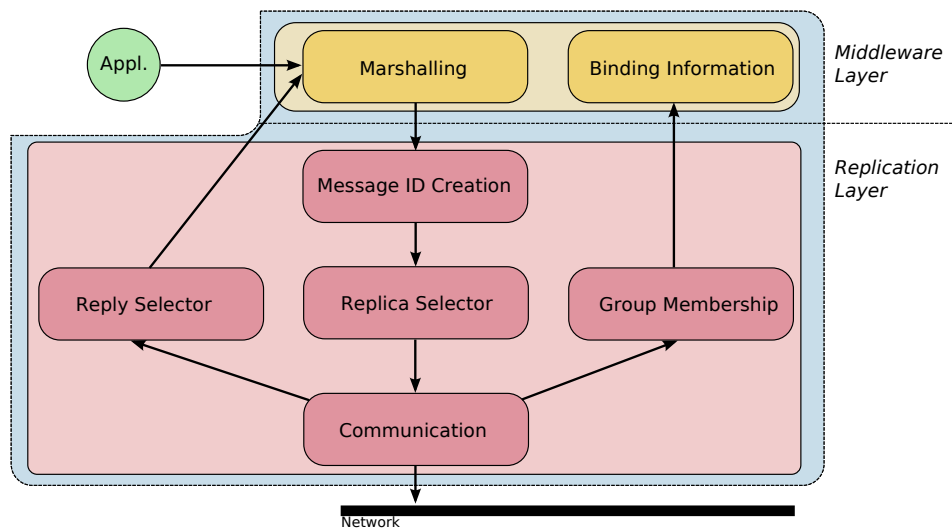 Appl.
Marshalling
Binding Information
Middleware
Layer
Message ID Creation
Replication
Layer
Reply Selector
Replica Selector
Group Membership
Communication
Network